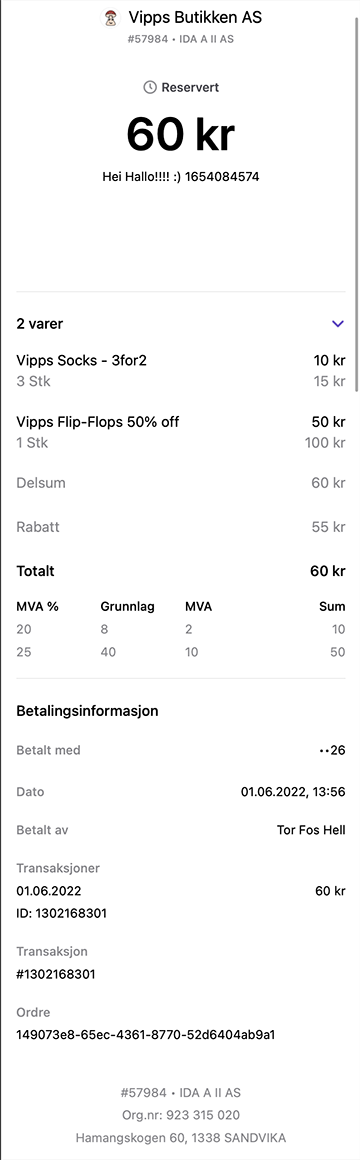 Vipps Butikken AS
#57984 • IDA A II AS
Reservert
60 kr
Hei Hallo!!!! :) 1654084574
2 varer
Vipps Socks - 3for2 10 kr
3 Stk 15 kr
Vipps Flip-Flops 50% off 50 kr
1 Stk 100 kr
Delsum 60 kr
Rabatt 55 kr
Totalt 60 kr
MVA % Grunnlag MVA Sum
20 8 2 10
25 40 10 50
Betalingsinformasjon
Betalt med ··26
Dato 01.06.2022, 13:56
Betalt av Tor Fos Hell
Transaksjoner
01.06.2022 60 kr
ID: 1302168301
Transaksjon
#1302168301
Ordre
149073e8-65ec-4361-8770-52d6404ab9a1
#57984 • IDA A II AS
Org.nr: 923 315 020
Hamangskogen 60, 1338 SANDVIKA